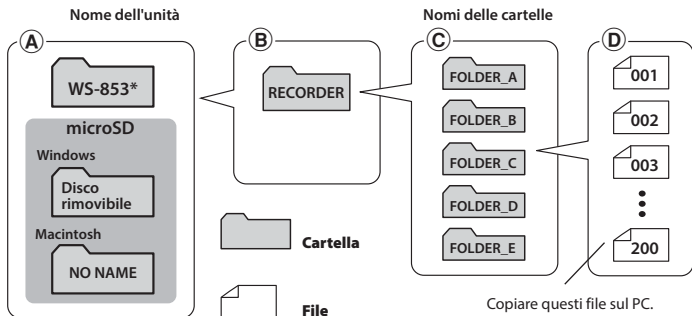 Nome dell'unità
Nomi delle cartelle
A
WS-853*
microSD
Windows
Disco
rimovibile
Macintosh
NO NAME
B
RECORDER
Cartella
File
C
FOLDER_A
FOLDER_B
FOLDER_C
FOLDER_D
FOLDER_E
D
001
002
003
200
Copiare questi file sul PC.